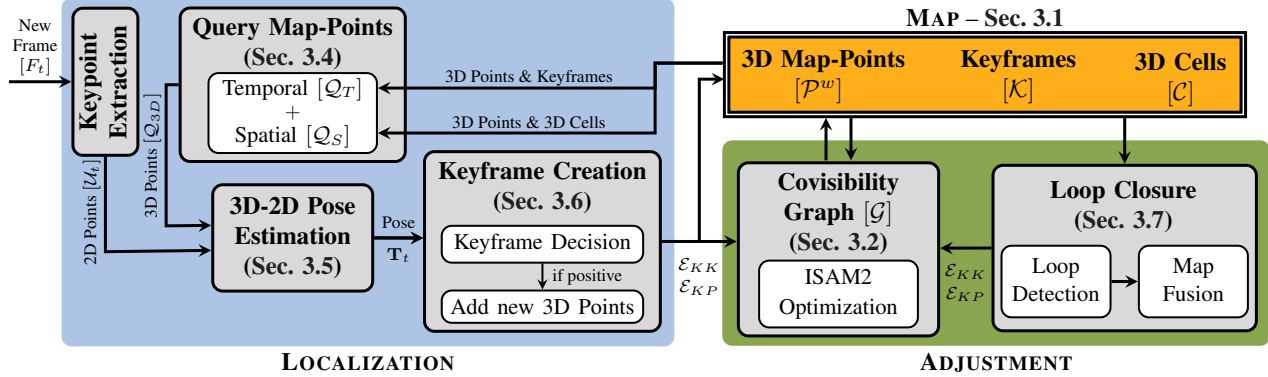 New
Frame
[F_t]
Keypoint
Extraction
Query Map-Points
(Sec. 3.4)
Temporal [Q_T]
+
Spatial [Q_S]
3D Points & Keyframes
3D Points & 3D Cells
MAP – Sec. 3.1
3D Map-Points
[P^w]
Keyframes
[K]
3D Cells
[C]
2D Points [U_t]
3D Points [Q_3D]
3D-2D Pose
Estimation
(Sec. 3.5)
Pose
T_t
Keyframe Creation
(Sec. 3.6)
Keyframe Decision
if positive
Add new 3D Points
ℰ_KK
ℰ_KP
Covisibility
Graph [G]
(Sec. 3.2)
ISAM2
Optimization
ℰ_KK
ℰ_KP
Loop Closure
(Sec. 3.7)
Loop
Detection
Map
Fusion
LOCALIZATION
ADJUSTMENT